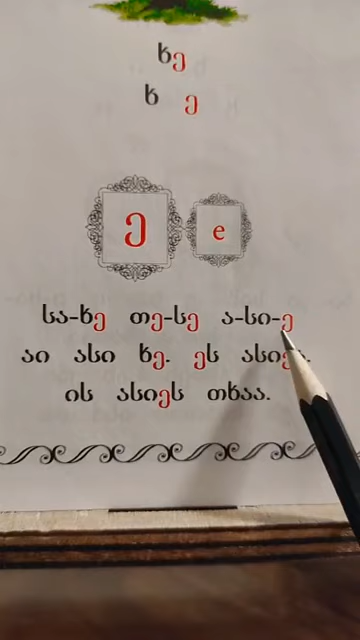 ხე
ხ ე
ე e
სა-ხე თე-სე ა-სი-ე
აი ასი ხე. ეს
ის ასიეს თხაა.